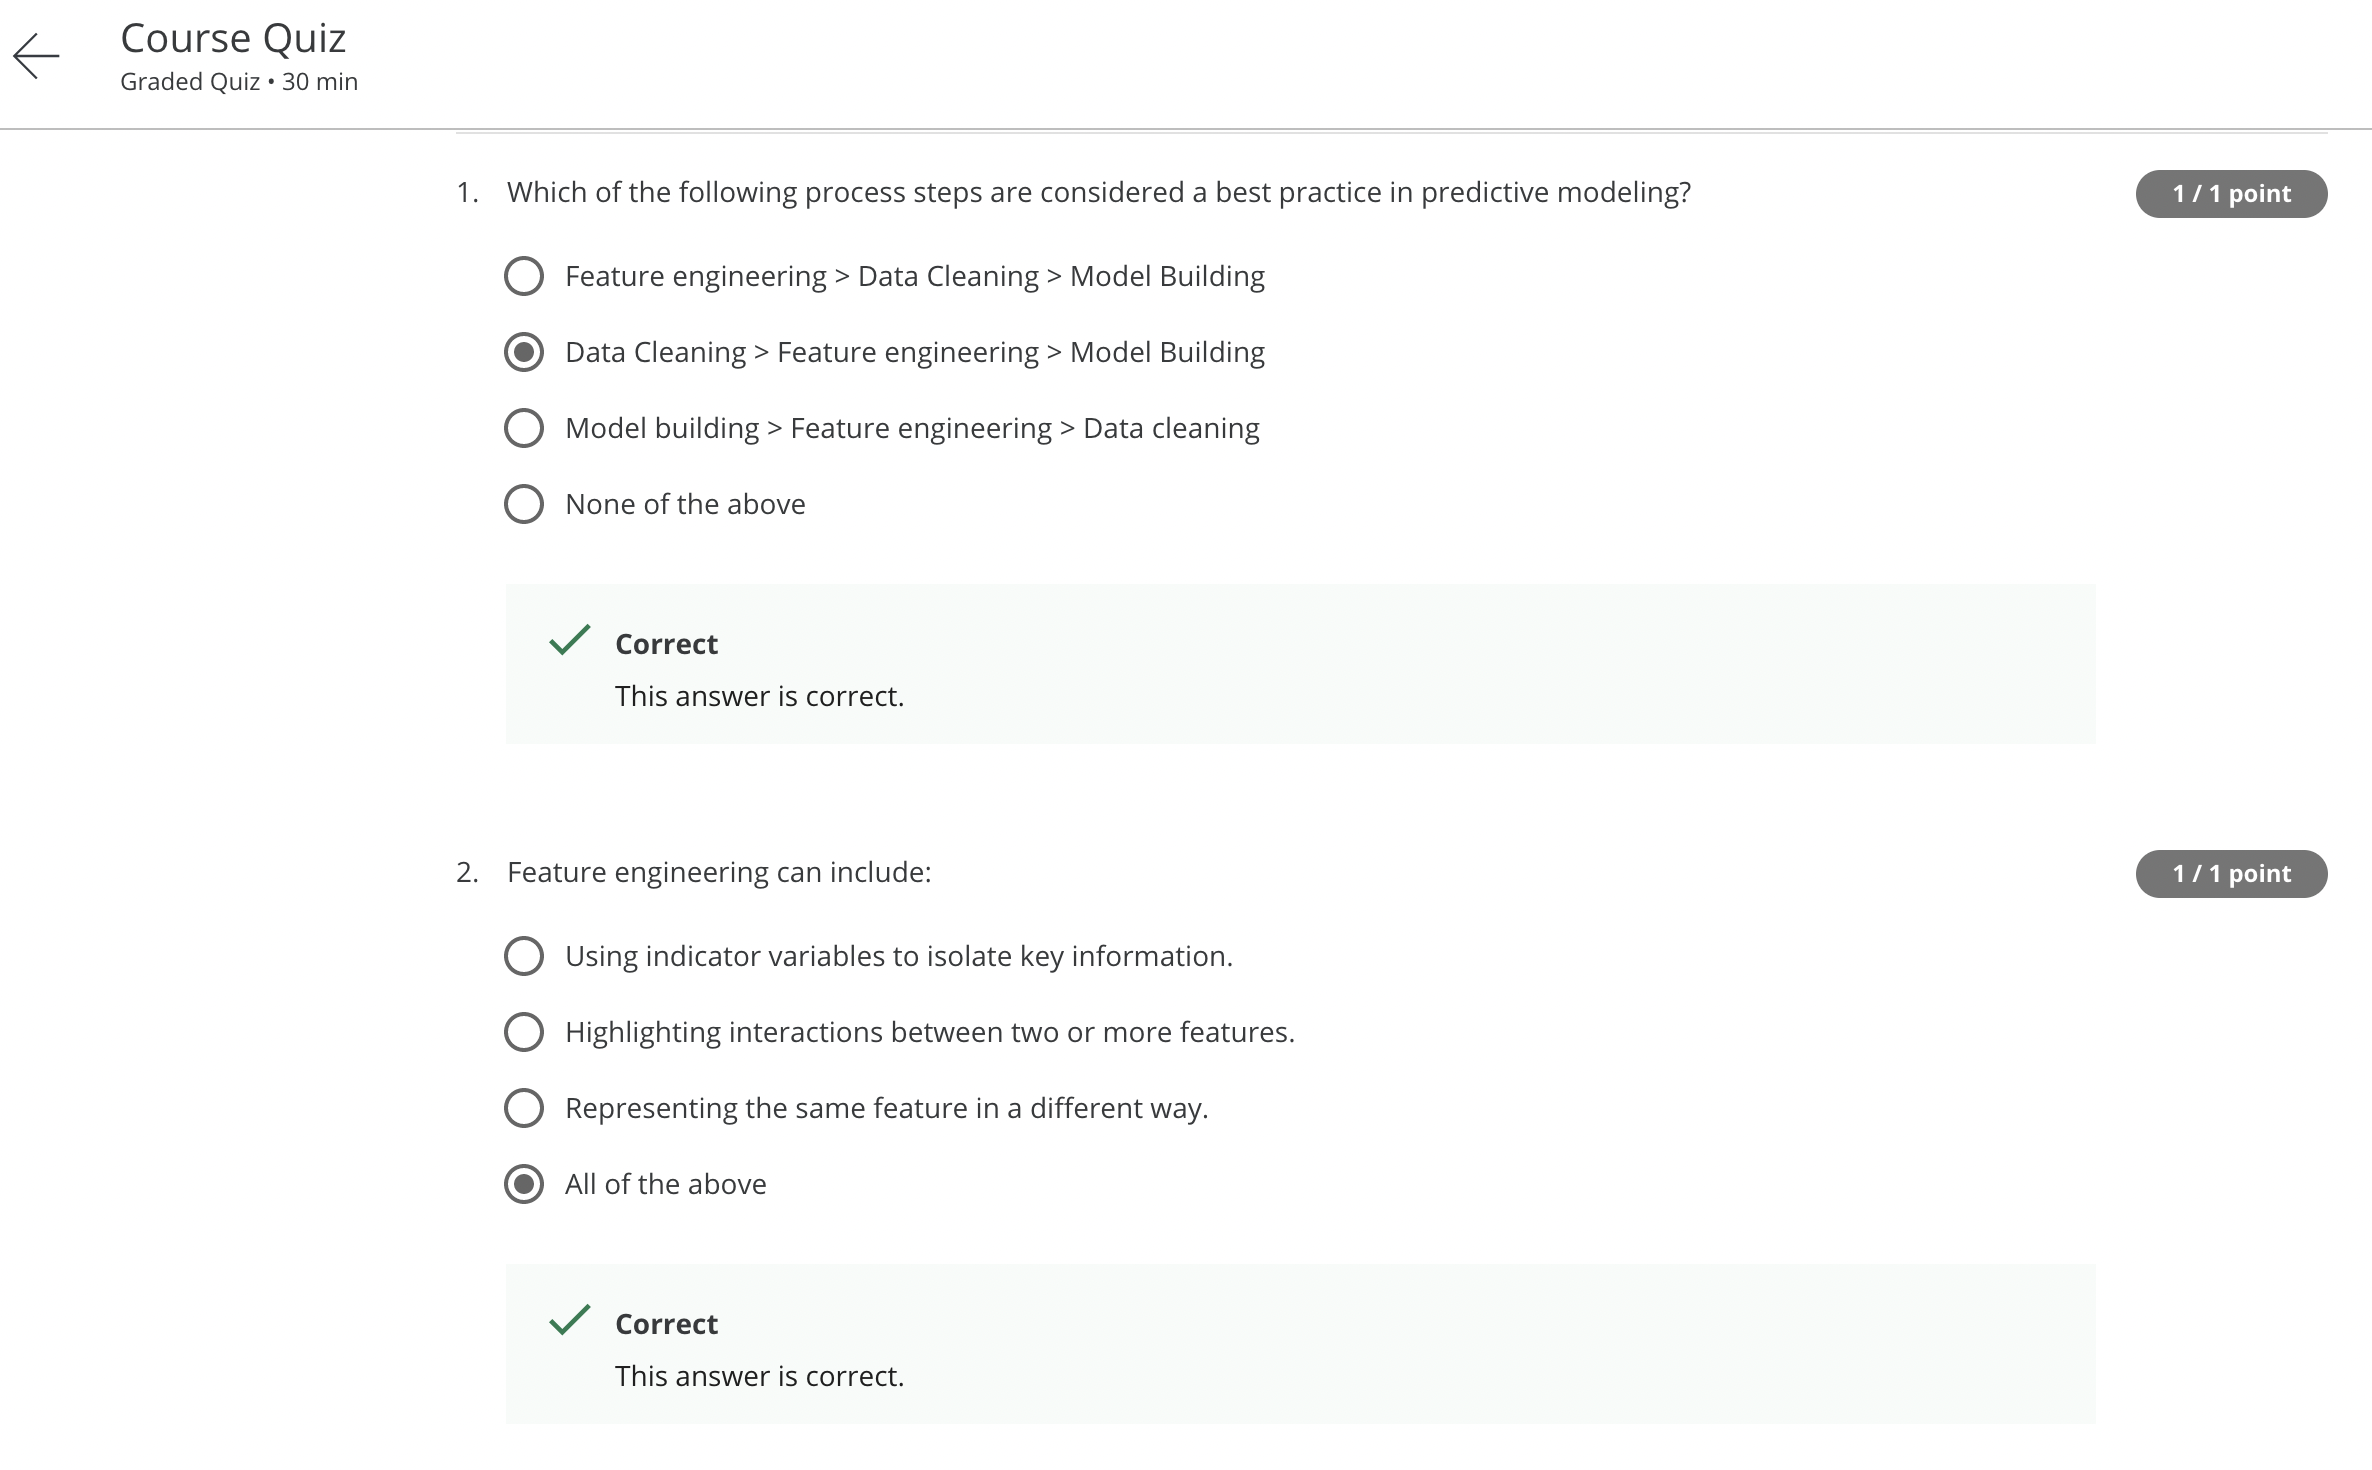 Course Quiz
Graded Quiz • 30 min
1. Which of the following process steps are considered a best practice in predictive modeling?
1 / 1 point
Feature engineering > Data Cleaning > Model Building
Data Cleaning > Feature engineering > Model Building
Model building > Feature engineering > Data cleaning
None of the above
Correct
This answer is correct.
2. Feature engineering can include:
1 / 1 point
Using indicator variables to isolate key information.
Highlighting interactions between two or more features.
Representing the same feature in a different way.
All of the above
Correct
This answer is correct.